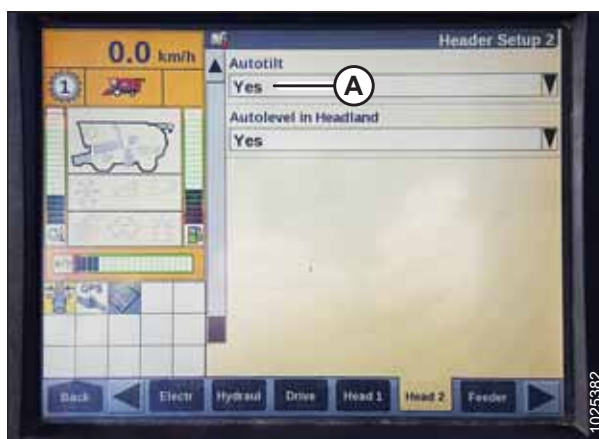 0.0 km/h
Header Setup 2
1
Autotilt
Yes
A
Autolevel in Headland
Yes
GPS
Back
Electr
Hydraul
Drive
Head 1
Head 2
Feeder
1025382